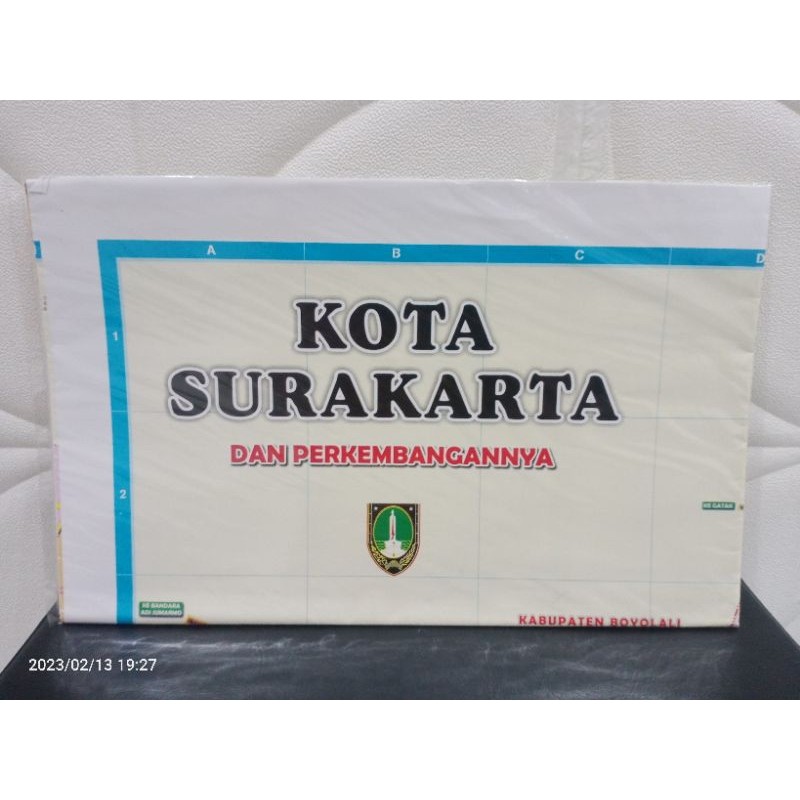 A B C D
KOTA
1
SURAKARTA
DAN PERKEMBANGANNYA
2
KE GATAK
KE BANDARA
ADI SUMARMO
KABUPATEN BOYOLALI
2023/02/13 19:27